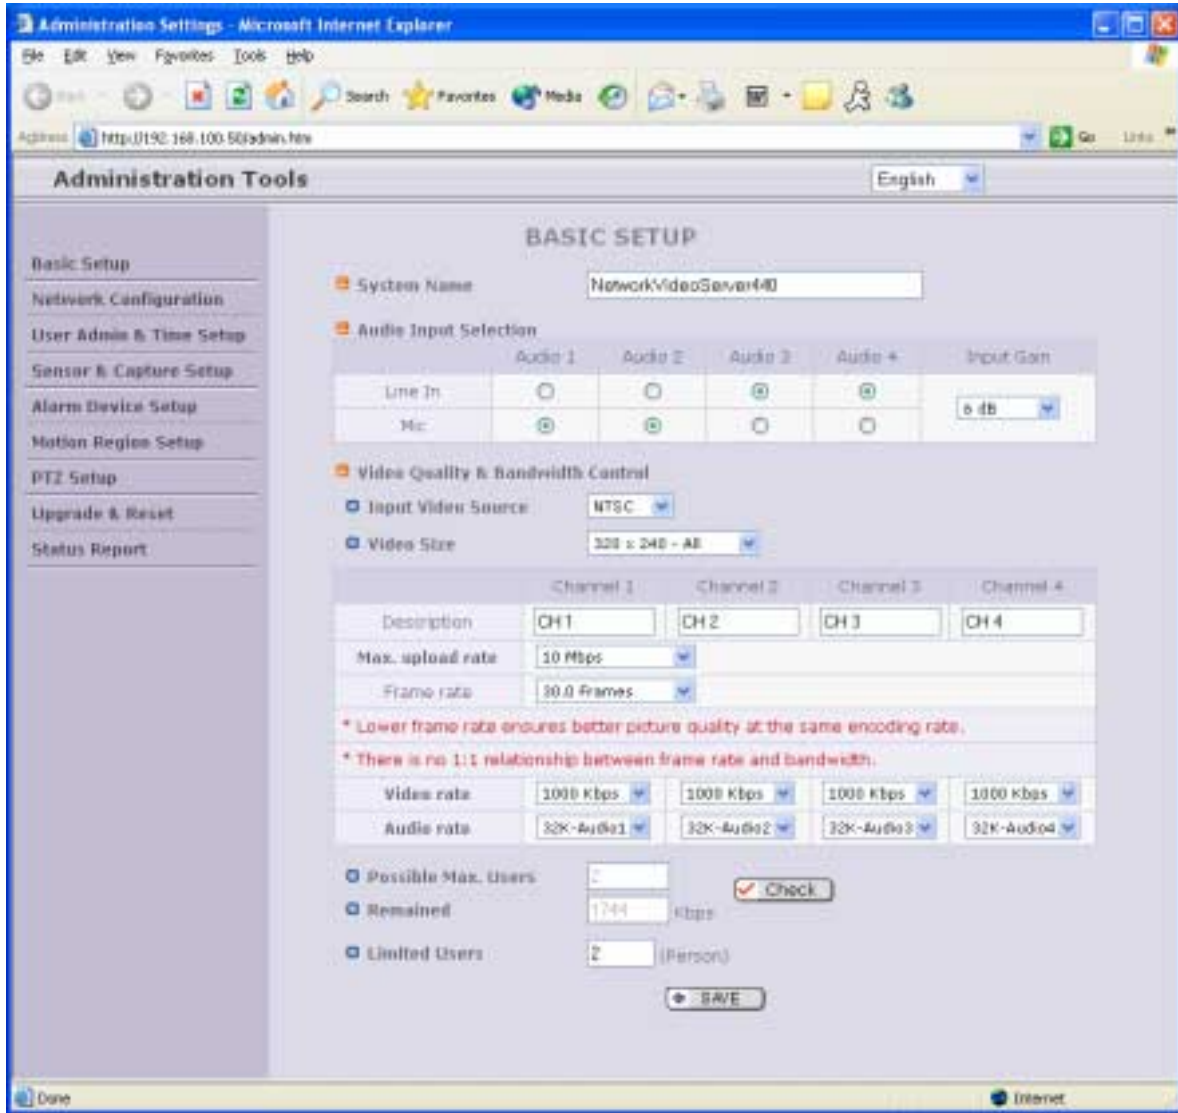 Administration Settings - Microsoft Internet Explorer
File Edit View Favorites Tools Help
Search Favorites Media
Address http://192.168.100.50/admin.htm Go Links
Administration Tools English
BASIC SETUP
Basic Setup
Network Configuration
User Admin & Time Setup
Sensor & Capture Setup
Alarm Device Setup
Motion Region Setup
PTZ Setup
Upgrade & Reset
Status Report
System Name NetworkVideoServer440
Audio Input Selection
Audio 1 Audio 2 Audio 3 Audio 4 Input Gain
Line In 6 dB
Mic
Video Quality & Bandwidth Control
Input Video Source NTSC
Video Size 320 x 240 - All
Channel 1 Channel 2 Channel 3 Channel 4
Description CH 1 CH 2 CH 3 CH 4
Max. upload rate 10 Mbps
Frame rate 30.0 Frames
* Lower frame rate ensures better picture quality at the same encoding rate.
* There is no 1:1 relationship between frame rate and bandwidth.
Video rate 1000 Kbps 1000 Kbps 1000 Kbps 1000 Kbps
Audio rate 32K-Audio1 32K-Audio2 32K-Audio3 32K-Audio4
Possible Max. Users 2 Check
Remained 1744 Kbps
Limited Users 2 (Person)
SAVE
Done Internet